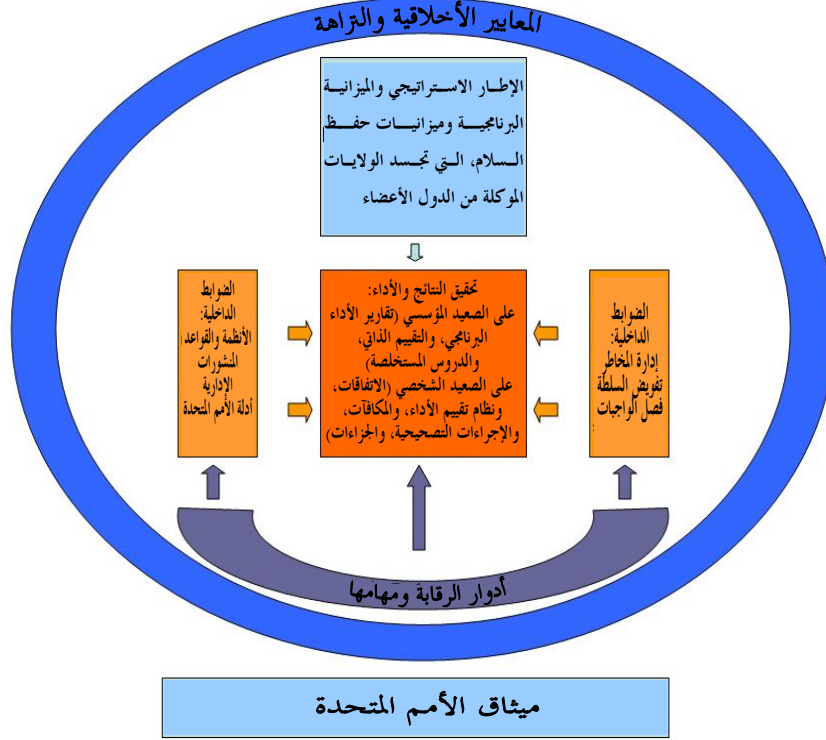 المعايير الأخلاقية والنزاهة
الإطار الاستراتيجي والميزانية
البرنامجية وميزانيات حفظ
السلام، التي تجسد الولايات
الموكلة من الدول الأعضاء
الضوابط
الداخلية:
إدارة المخاطر
تفويض السلطة
فصل الواجبات
تحقيق النتائج والأداء:
على الصعيد المؤسسي (تقارير الأداء
البرنامجي، والتقييم الذاتي،
والدروس المستخلصة)
على الصعيد الشخصي (الاتفاقات،
ونظام تقييم الأداء، والمكافآت،
والإجراءات التصحيحية، والجزاءات)
الضوابط
الداخلية:
الأنظمة والقواعد
المنشورات
الإدارية
أدلة الأمم المتحدة
أدوار الرقابة ومهامها
ميثاق الأمم المتحدة